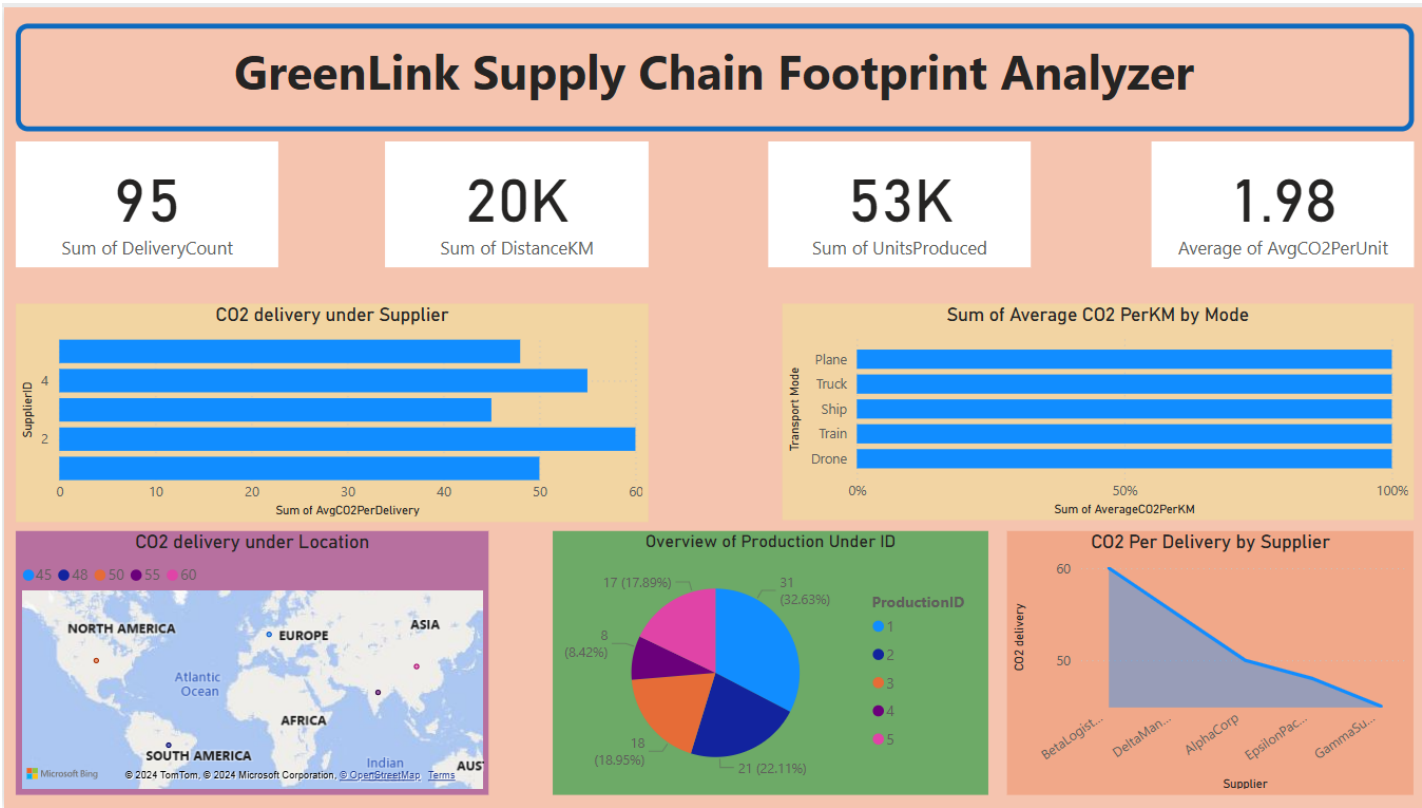 GreenLink Supply Chain Footprint Analyzer
95
Sum of DeliveryCount
20K
Sum of DistanceKM
53K
Sum of UnitsProduced
1.98
Average of AvgCO2PerUnit
CO2 delivery under Supplier
SupplierID
4
2
0 10 20 30 40 50 60
Sum of AvgCO2PerDelivery
Sum of Average CO2 PerKM by Mode
Transport Mode
Plane
Truck
Ship
Train
Drone
0% 50% 100%
Sum of AverageCO2PerKM
CO2 delivery under Location
45 48 50 55 60
NORTH AMERICA
EUROPE
ASIA
Atlantic
Ocean
AFRICA
SOUTH AMERICA
Indian
AUS
Microsoft Bing
© 2024 TomTom, © 2024 Microsoft Corporation, © OpenStreetMap Terms
Overview of Production Under ID
17 (17.89%)
31
(32.63%)
8
(8.42%)
18
(18.95%)
21 (22.11%)
ProductionID
1
2
3
4
5
CO2 Per Delivery by Supplier
CO2 delivery
60
50
BetaLogist...
DeltaMan...
AlphaCorp
EpsilonPac...
GammaSu...
Supplier